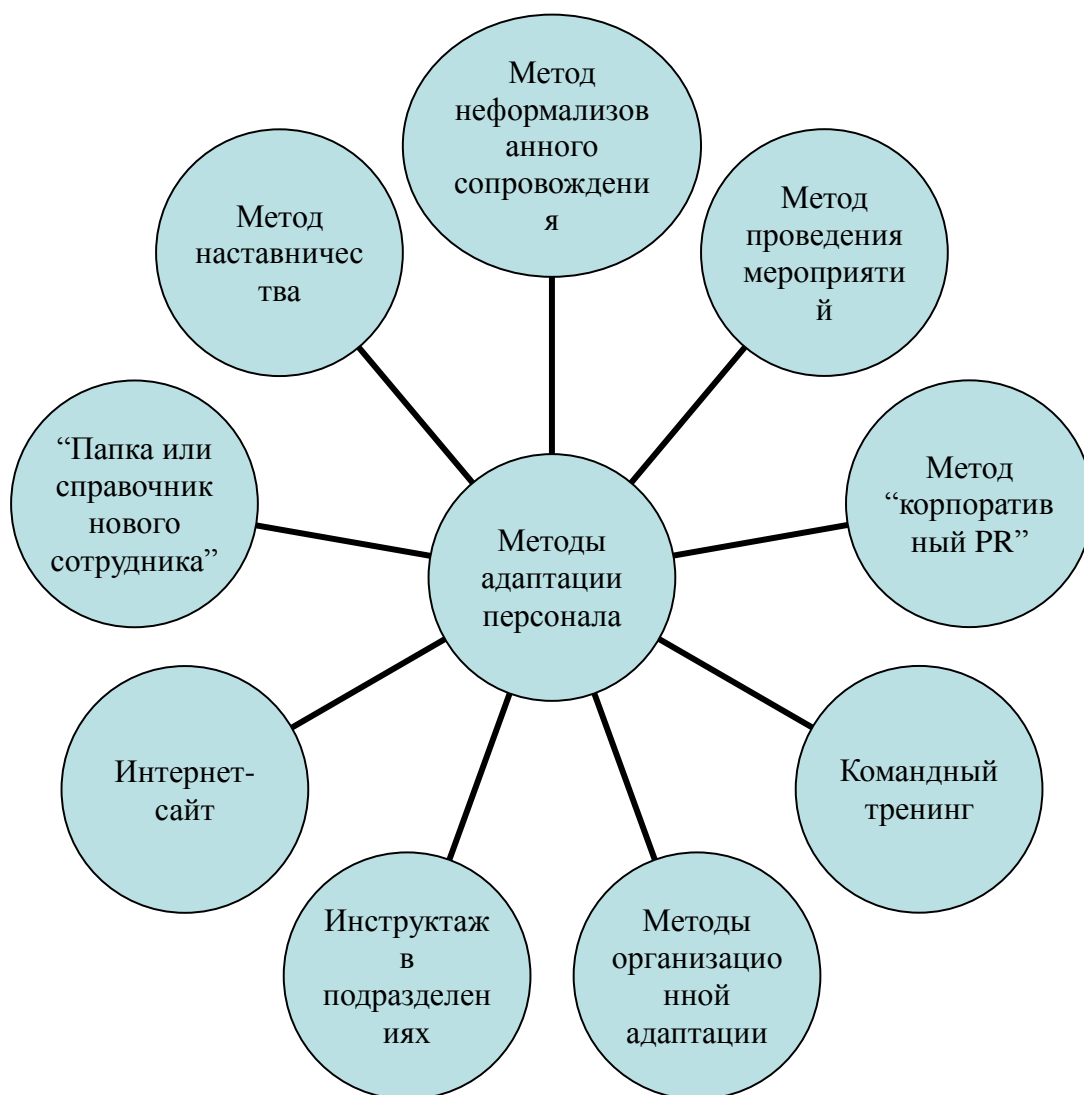 Метод
неформализов
анного
сопровождени
я
Метод
проведения
мероприяти
й
Метод
“корпоратив
ный PR”
Командный
тренинг
Методы
организацио
нной
адаптации
Инструктаж
в
подразделен
иях
Интернет-
сайт
“Папка или
справочник
нового
сотрудника”
Метод
наставничес
тва
Методы
адаптации
персонала